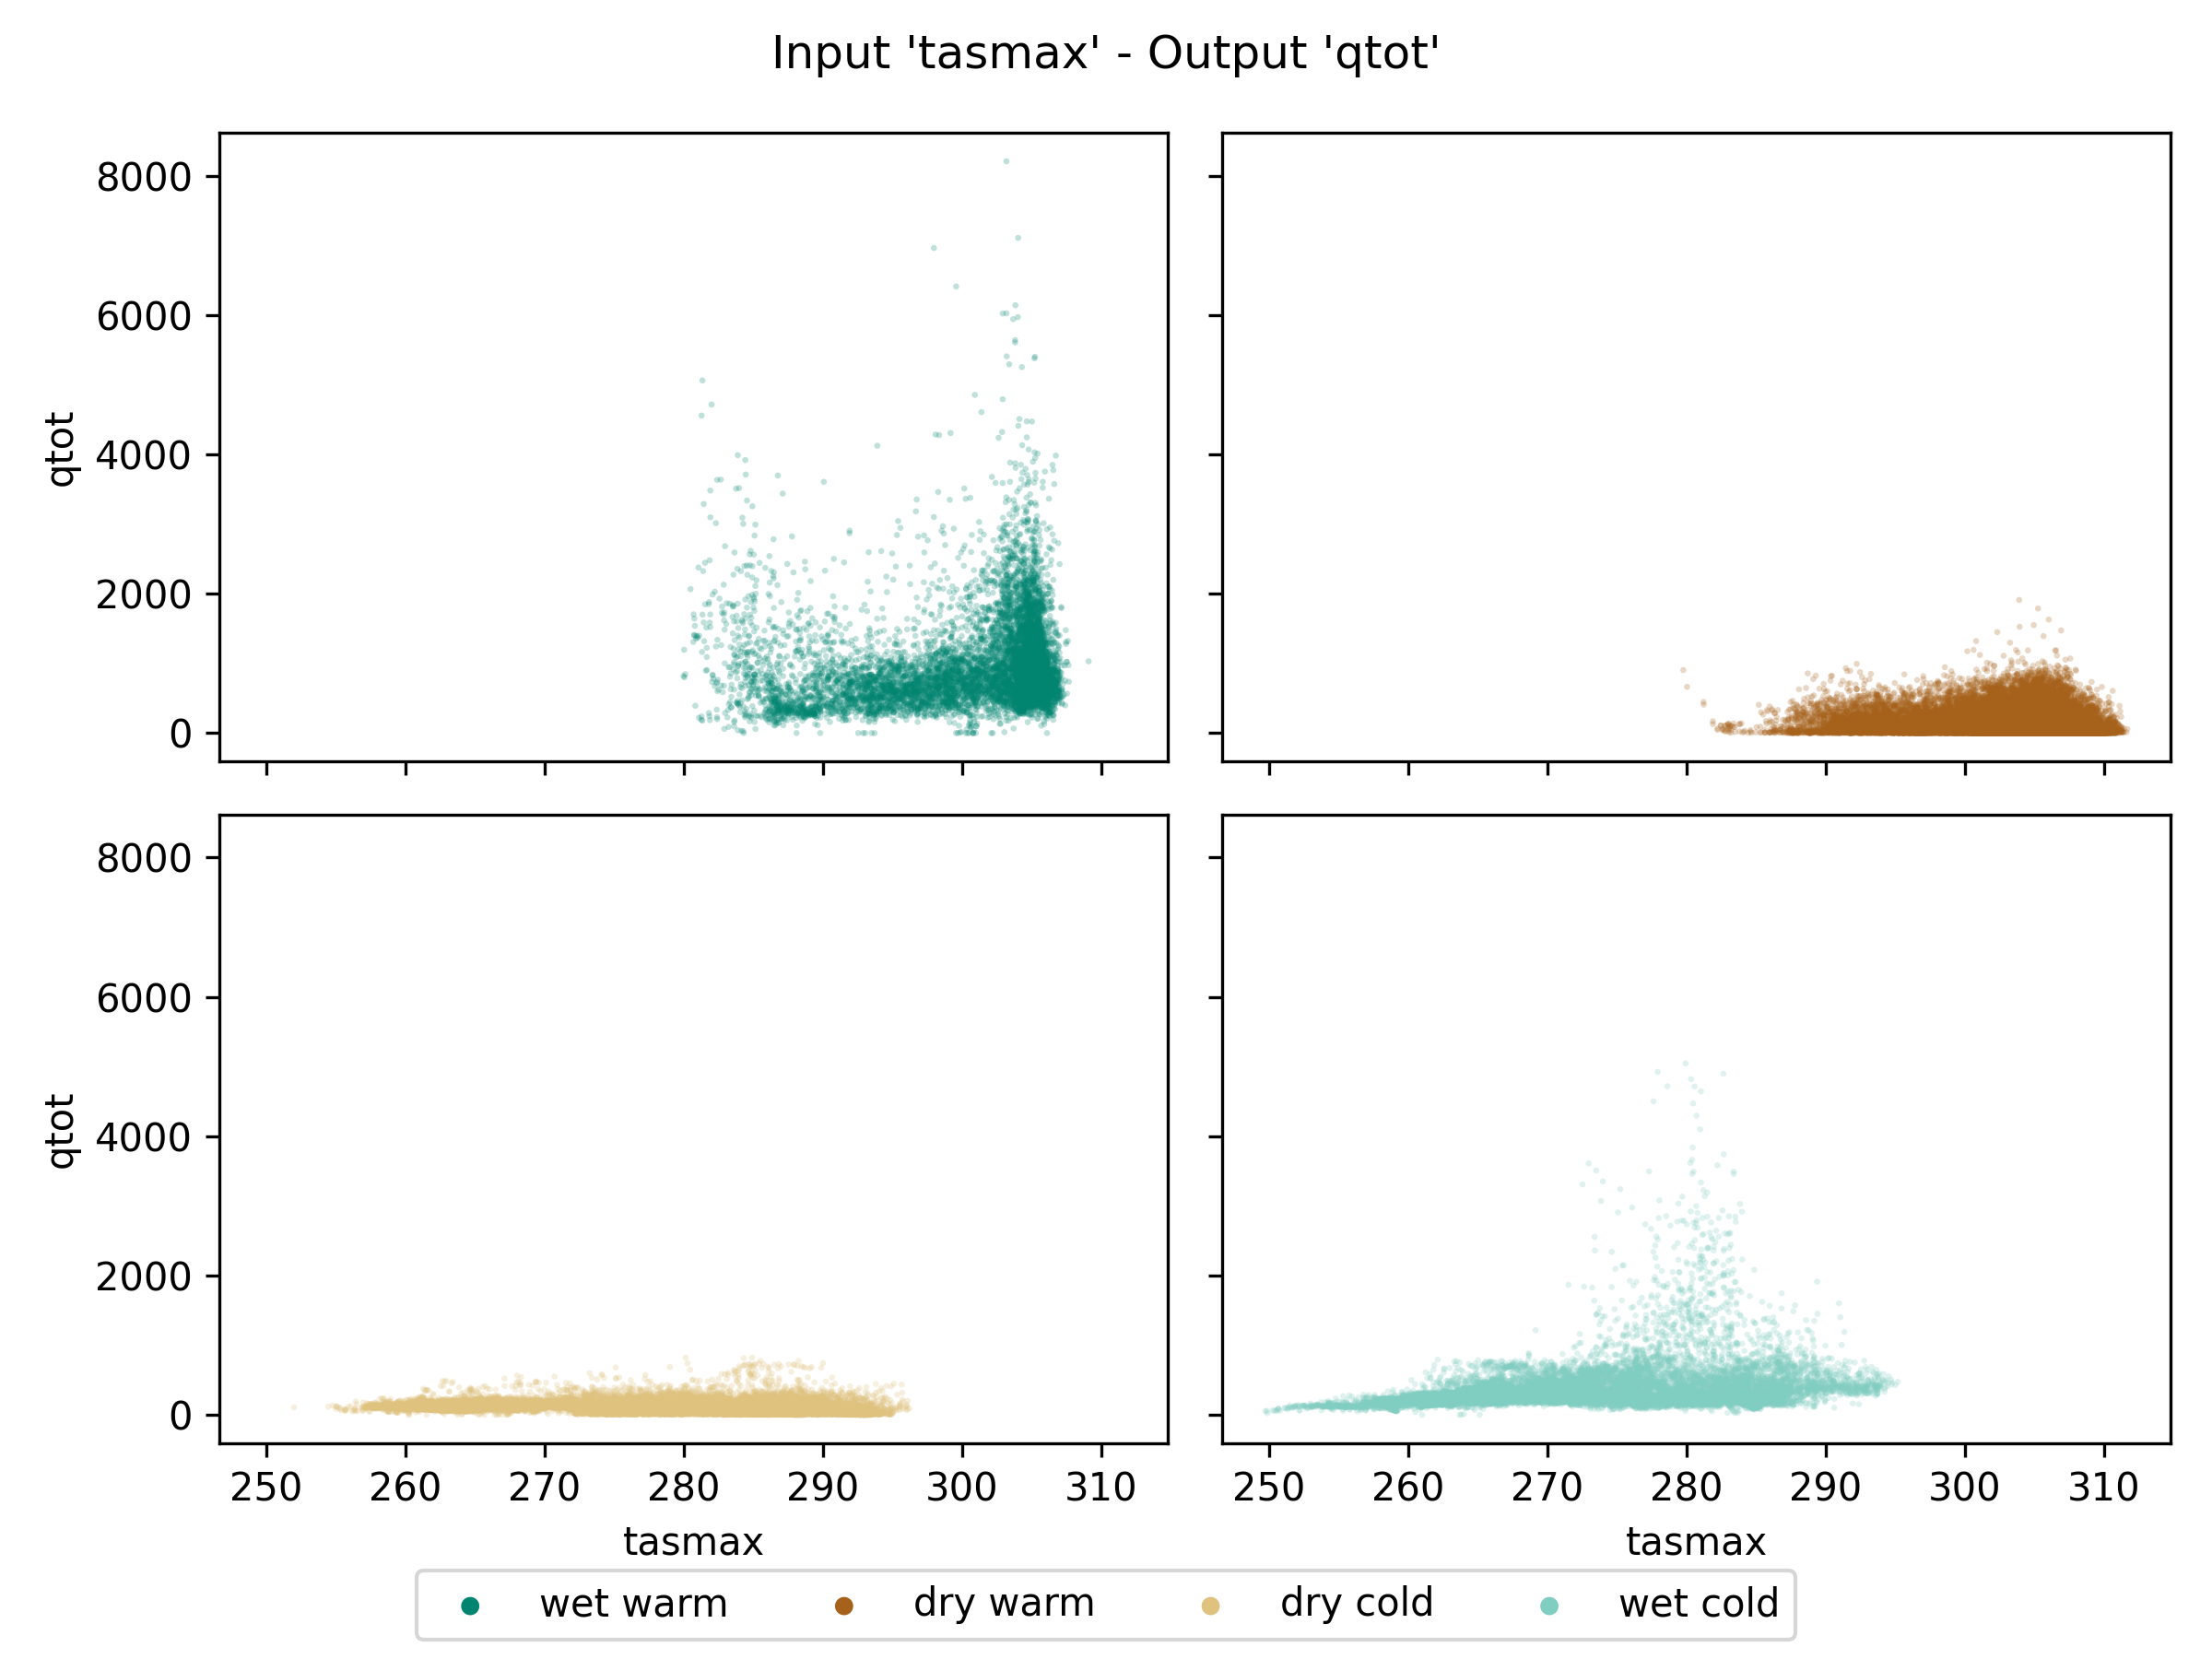 Input 'tasmax' - Output 'qtot'
8000
6000
4000
2000
0
qtot
8000
6000
4000
2000
0
qtot
250 260 270 280 290 300 310
250 260 270 280 290 300 310
tasmax
tasmax
wet warm dry warm dry cold wet cold